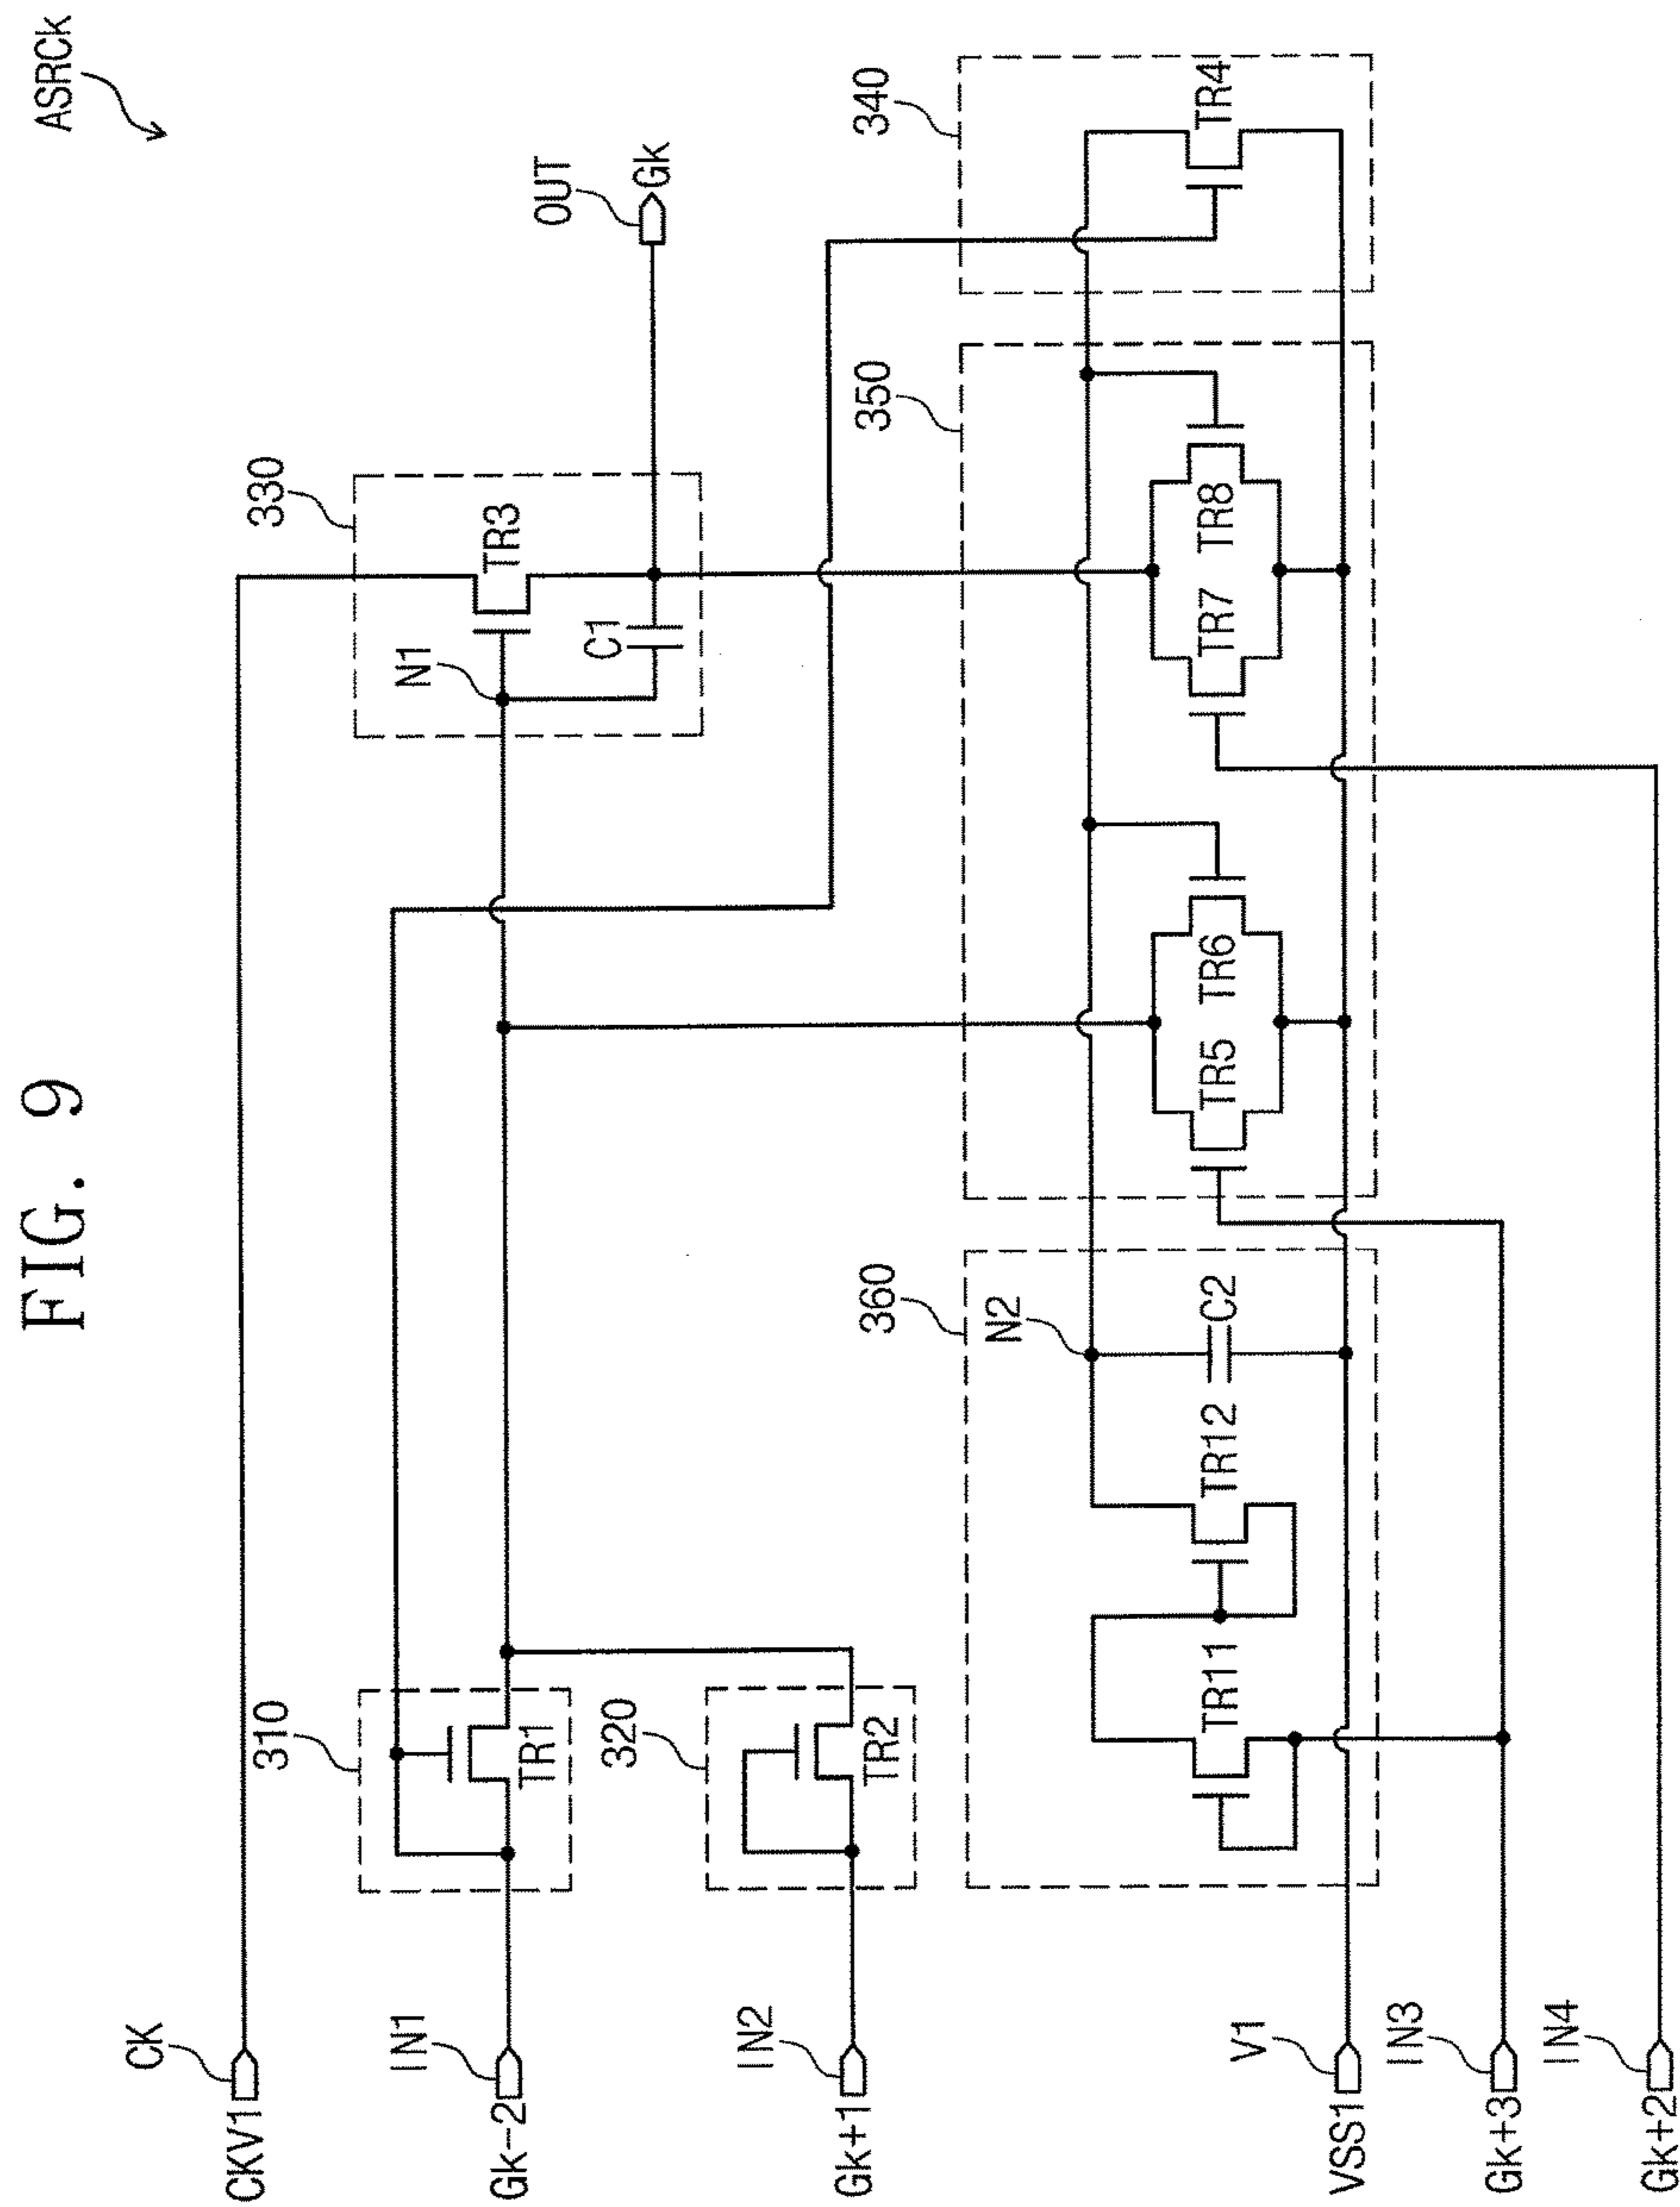 FIG. 9
ASRCk
CKV1
CK
330
TR3
N1
C1
OUT
Gk
310
TR1
Gk-2
IN1
320
TR2
Gk+1
IN2
360
N2
TR11
TR12
C2
350
TR5
TR6
TR7
TR8
340
TR4
VSS1
V1
Gk+3
IN3
Gk+2
IN4